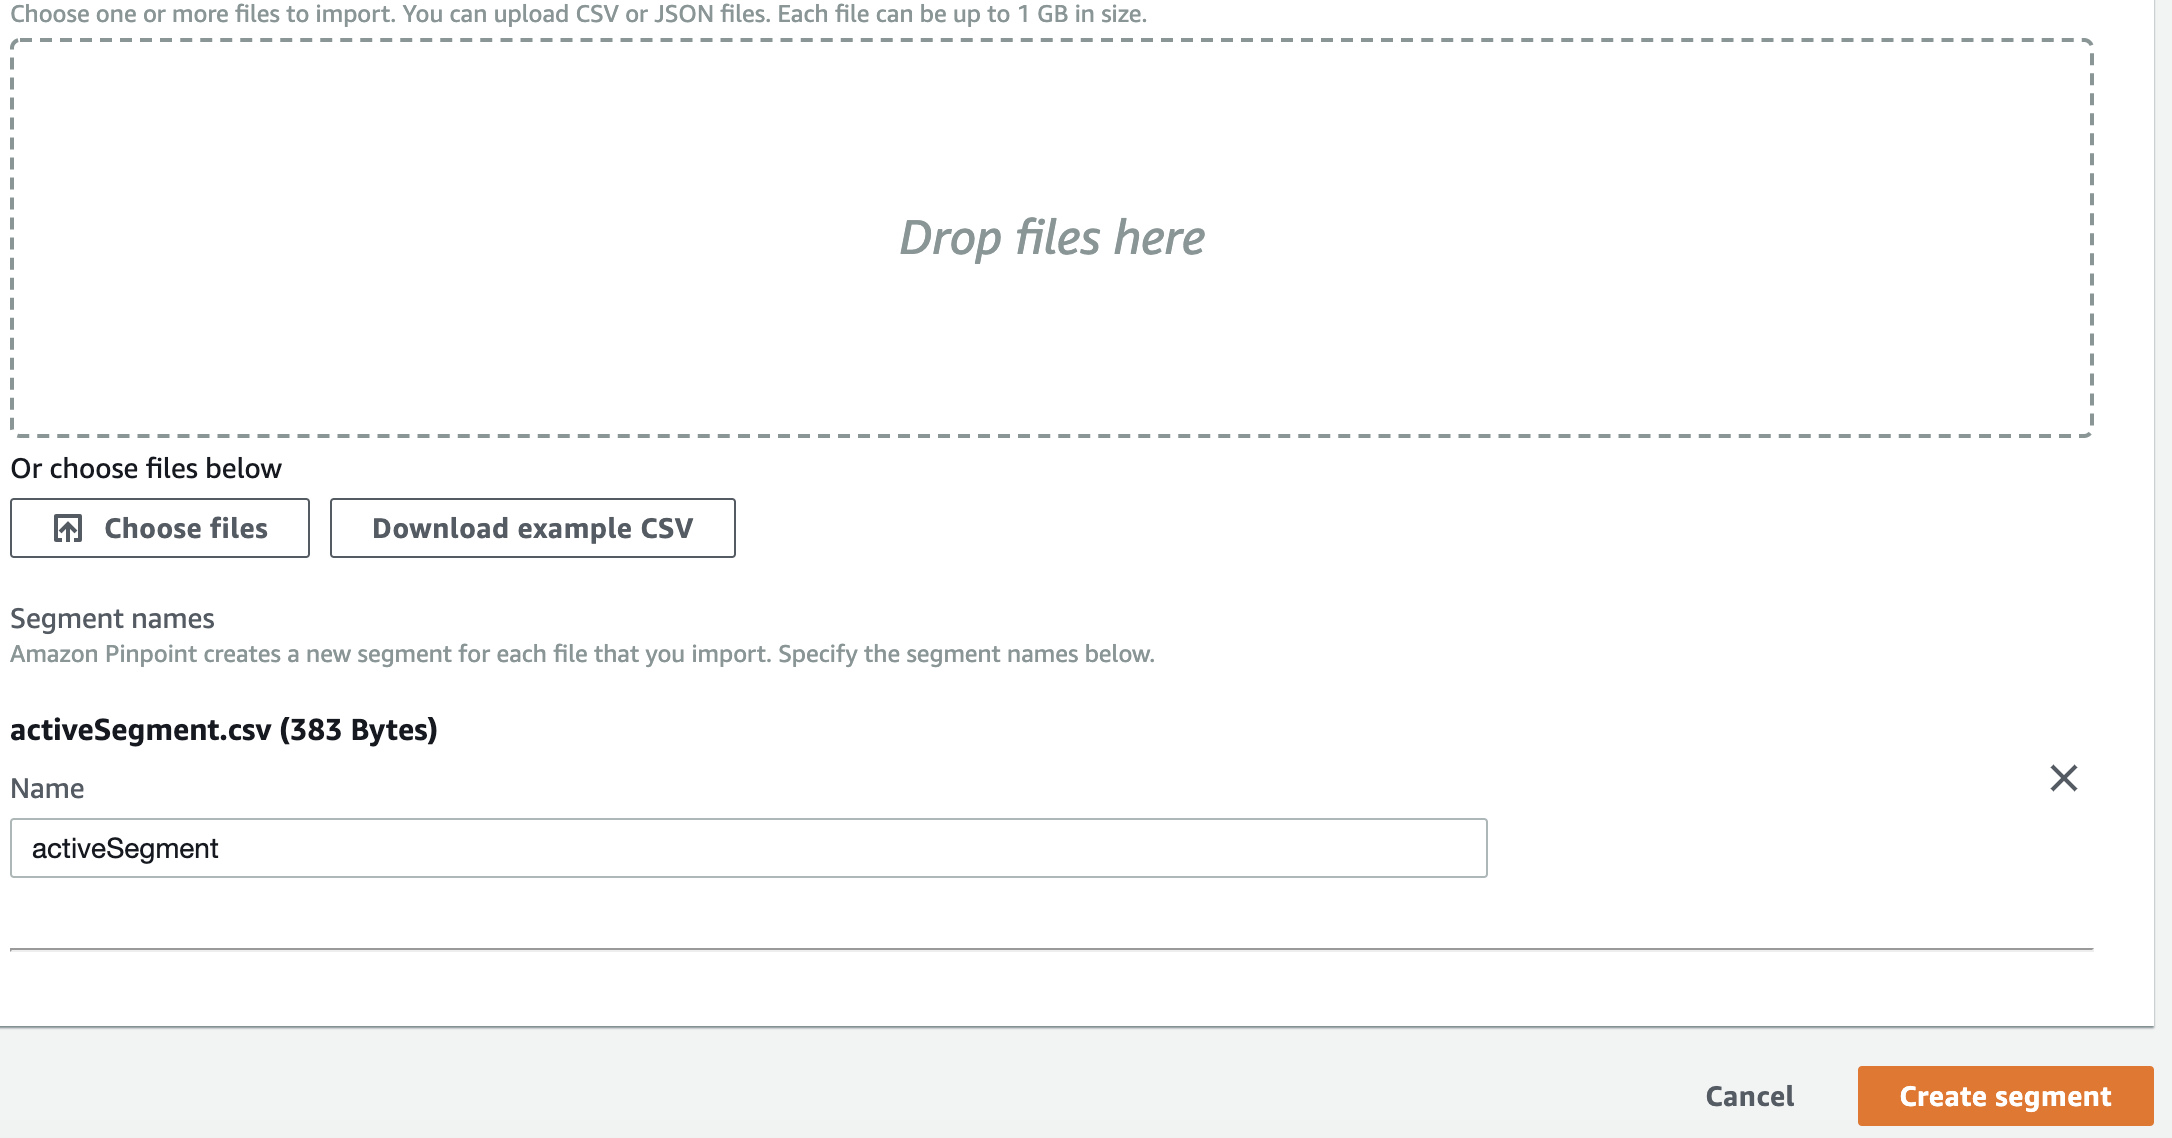 Choose one or more files to import. You can upload CSV or JSON files. Each file can be up to 1 GB in size.
Drop files here
Or choose files below
Choose files
Download example CSV
Segment names
Amazon Pinpoint creates a new segment for each file that you import. Specify the segment names below.
activeSegment.csv (383 Bytes)
Name
activeSegment
Cancel
Create segment